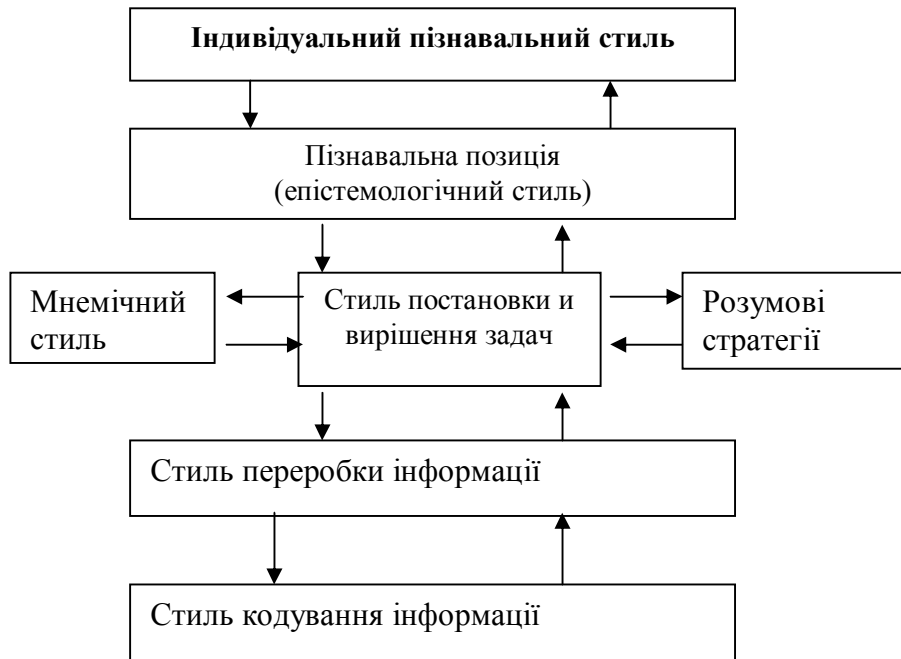 Індивідуальний пізнавальний стиль
Пізнавальна позиція
(епістемологічний стиль)
Мнемічний
стиль
Стиль постановки и
вирішення задач
Розумові
стратегії
Стиль переробки інформації
Стиль кодування інформації